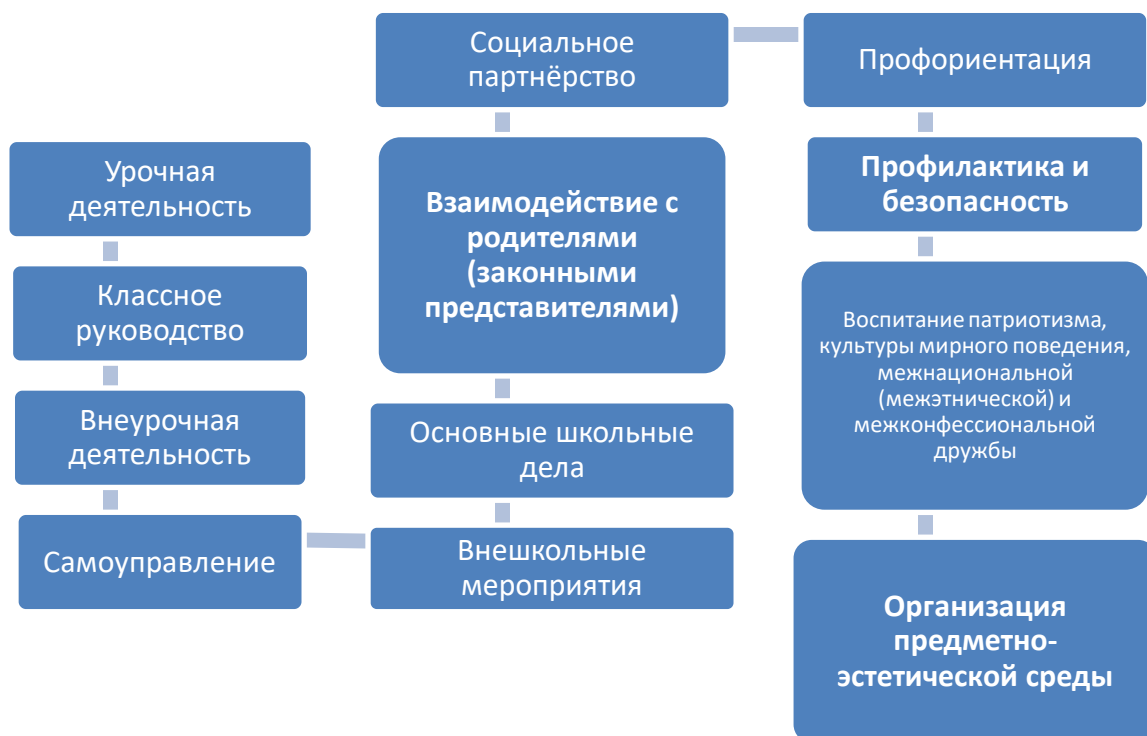 Урочная
деятельность
Классное
руководство
Внеурочная
деятельность
Самоуправление
Внешкольные
мероприятия
Основные школьные
дела
Взаимодействие с
родителями
(законными
представителями)
Социальное
партнёрство
Профориентация
Профилактика и
безопасность
Воспитание патриотизма,
культуры мирного поведения,
межнациональной
(межэтнической) и
межконфессиональной
дружбы
Организация
предметно-
эстетической среды